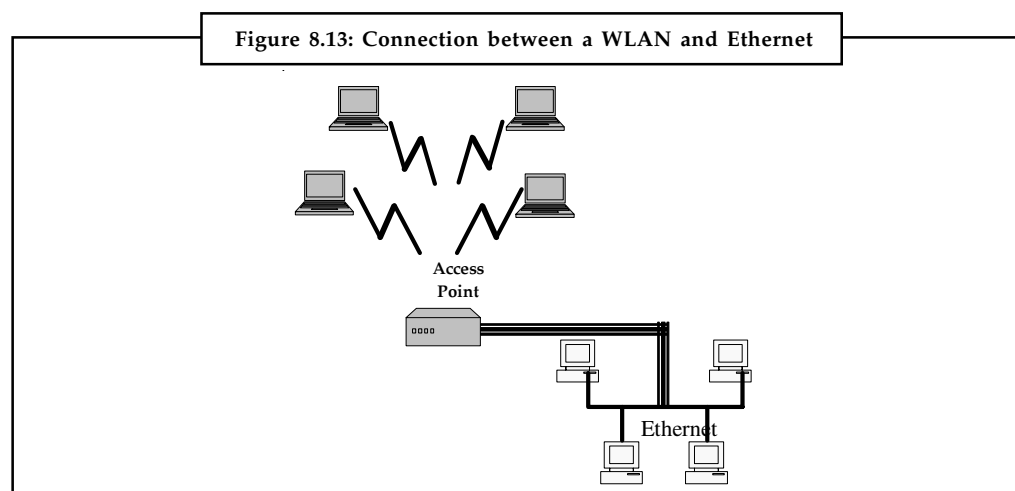 Figure 8.13: Connection between a WLAN and Ethernet
Access
Point
Ethernet